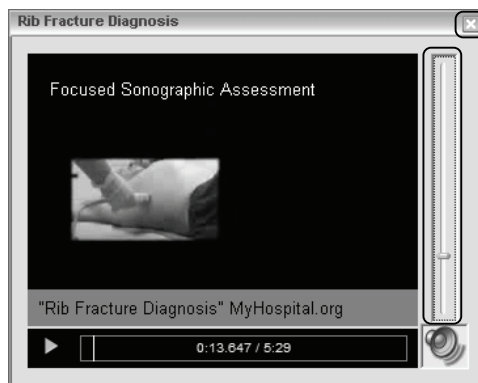 Rib Fracture Diagnosis
Focused Sonographic Assessment
"Rib Fracture Diagnosis" MyHospital.org
0:13.647 / 5:29